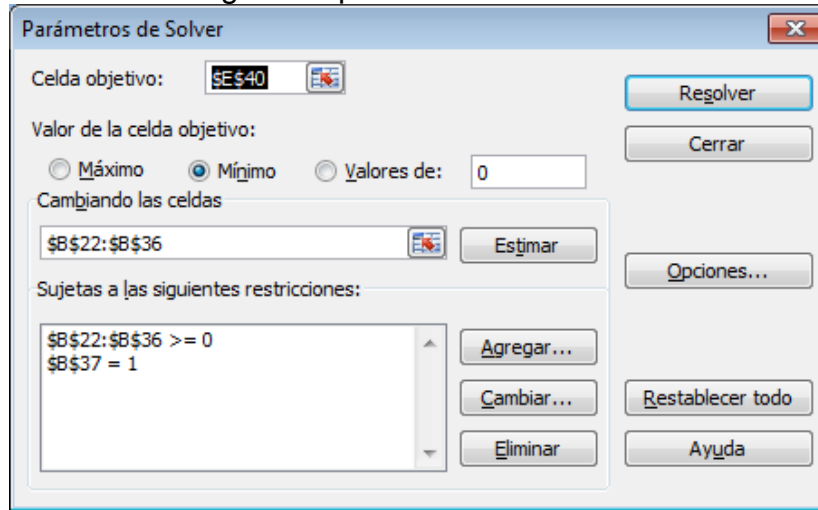 Parámetros de Solver
Celda objetivo: $E$40
Resolver
Valor de la celda objetivo:
Cerrar
Máximo Mínimo Valores de: 0
Cambiando las celdas
$B$22:$B$36 Estimar
Opciones...
Sujetas a las siguientes restricciones:
$B$22:$B$36 >= 0
$B$37 = 1
Agregar...
Cambiar... Restablecer todo
Eliminar Ayuda